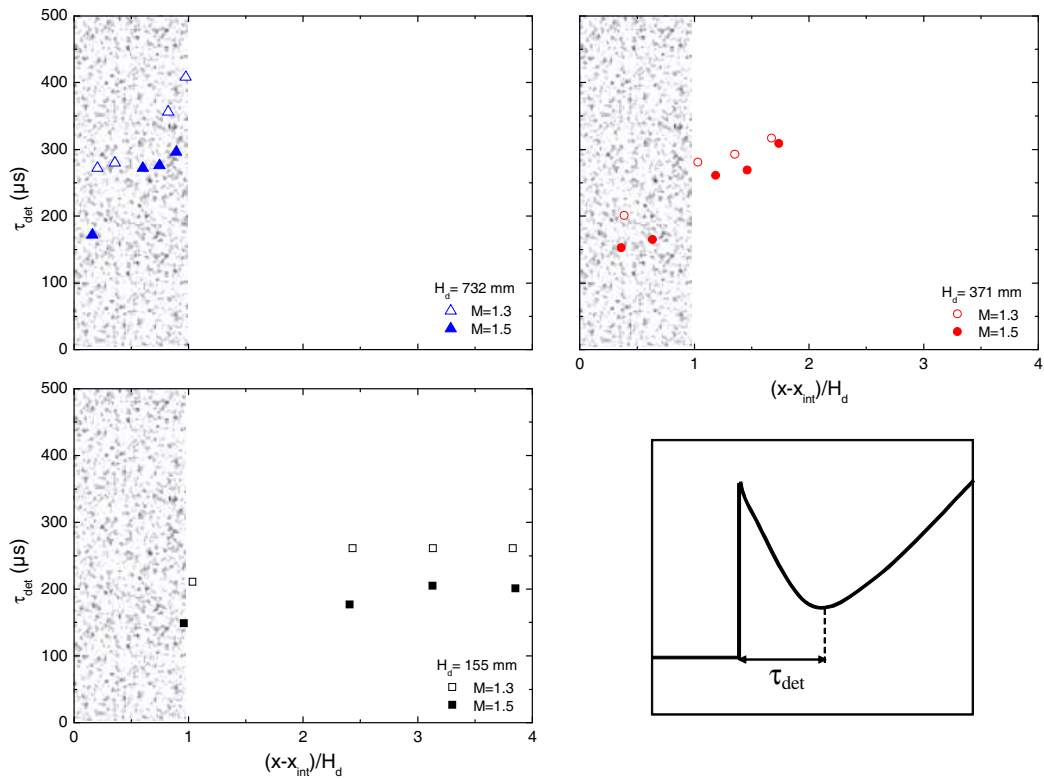 500
400
300
200
100
0
τdet (μs)
Hd= 732 mm
M=1.3
M=1.5
Hd= 371 mm
M=1.3
M=1.5
0 1 2 3 4
(x-xint)/Hd
500
400
300
200
100
0
τdet (μs)
Hd= 155 mm
M=1.3
M=1.5
0 1 2 3 4
(x-xint)/Hd
τdet